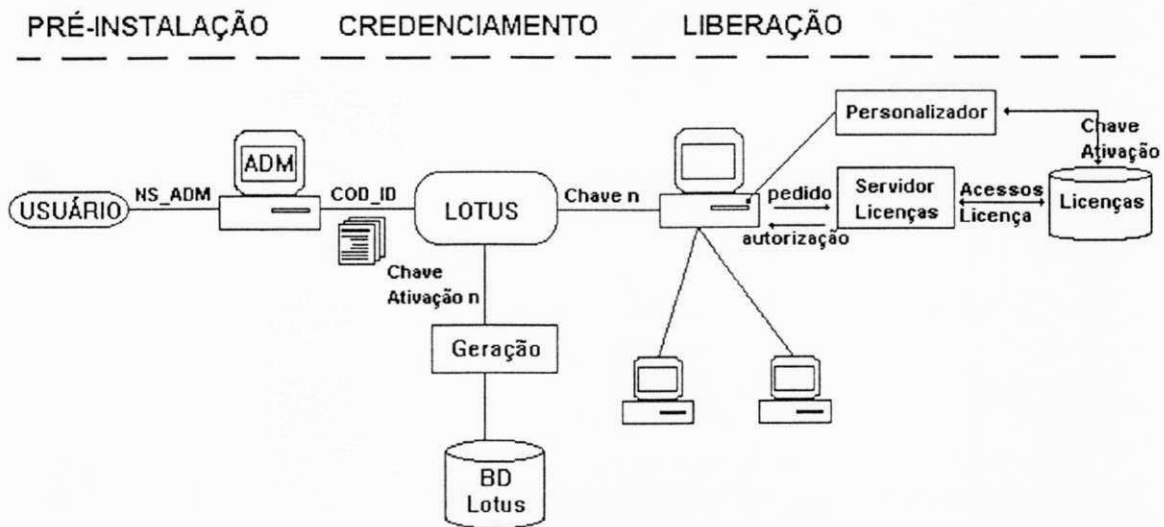 PRÉ-INSTALAÇÃO
CREDENCIAMENTO
LIBERAÇÃO
USUÁRIO
NS_ADM
ADM
COD_ID
LOTUS
Chave
Ativação n
Geração
BD
Lotus
Chave n
Personalizador
pedido
autorização
Servidor
Licenças
Acessos
Licença
Chave
Ativação
Licenças